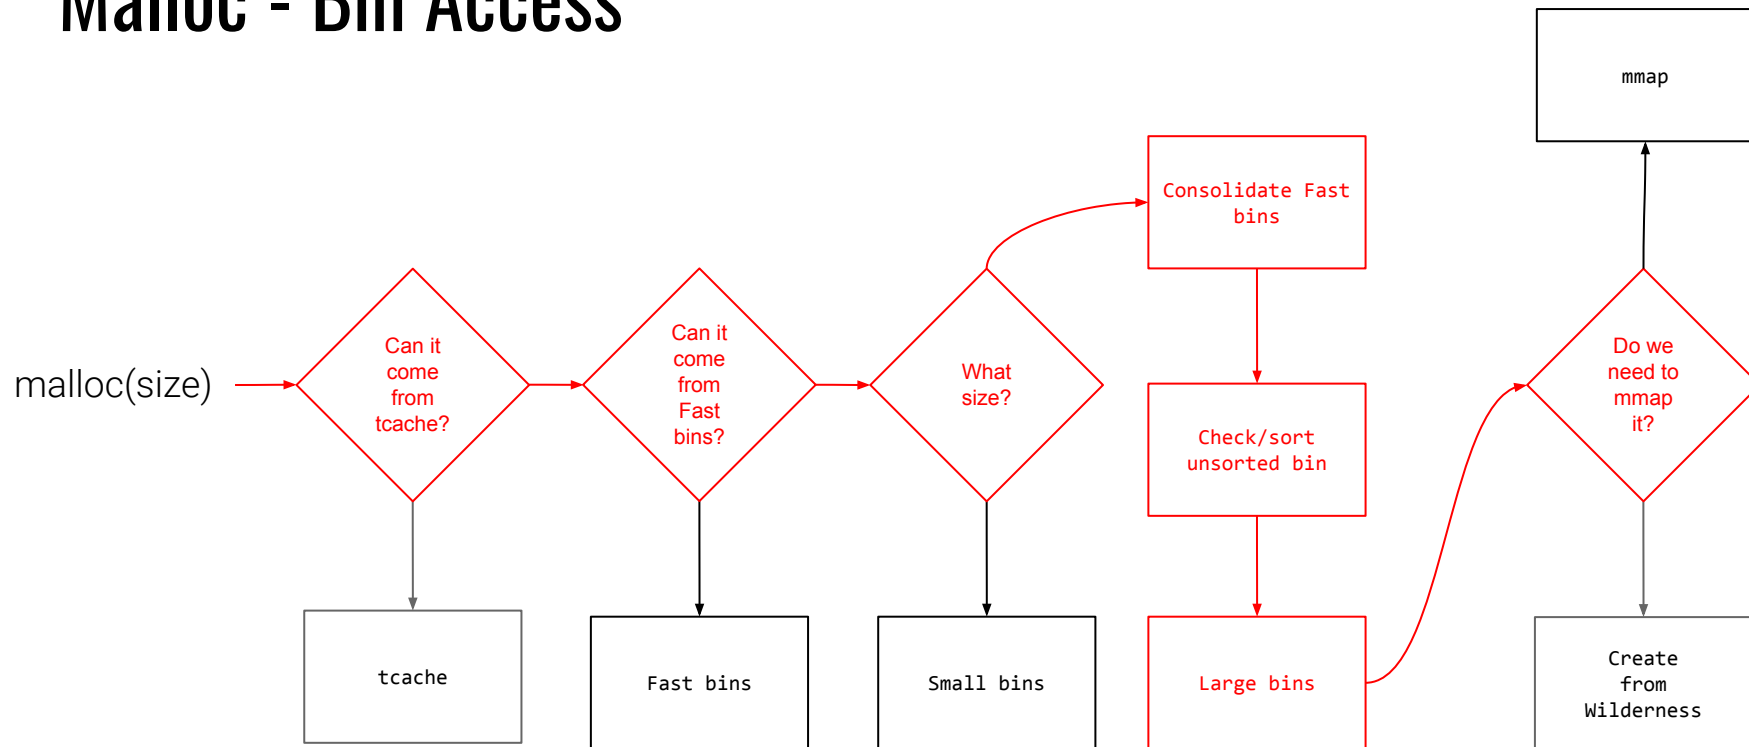 Malloc - Bin Access
mmap
Consolidate Fast
bins
malloc(size)
Can it
come
from
tcache?
Can it
come
from
Fast
bins?
What
size?
Check/sort
unsorted bin
Do we
need to
mmap
it?
tcache
Fast bins
Small bins
Large bins
Create
from
Wilderness